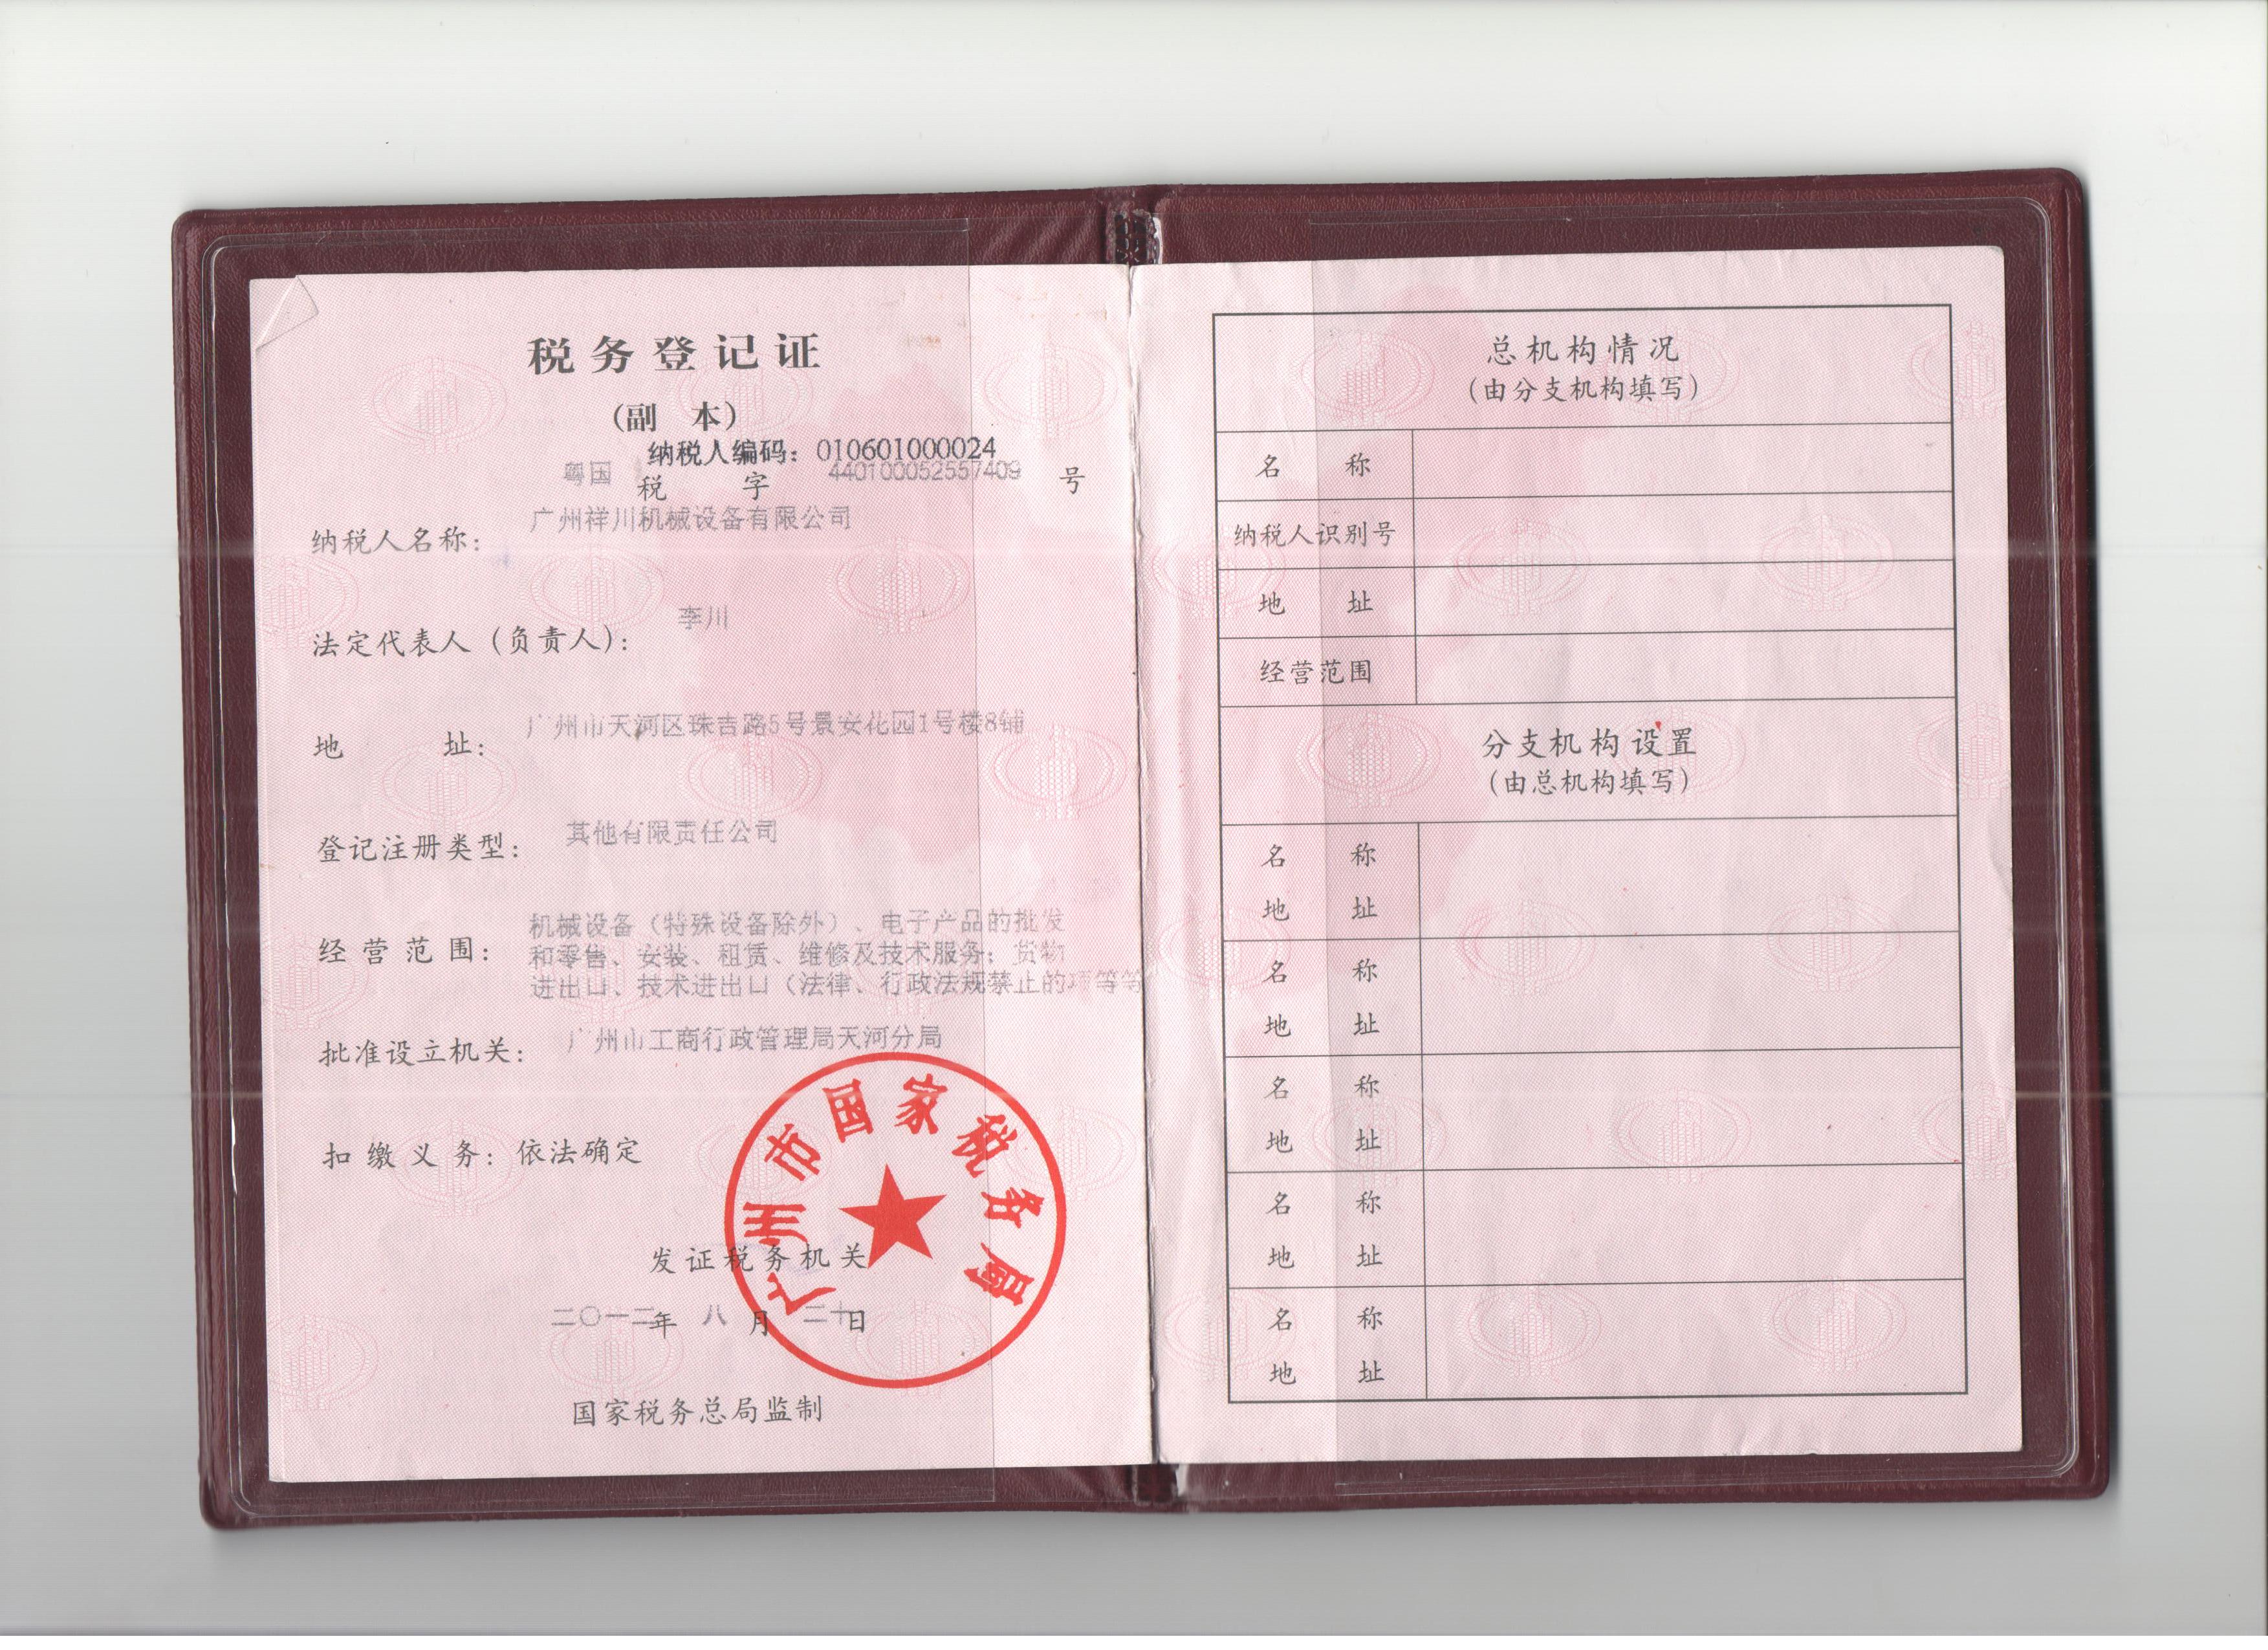 税务登记证
(副 本)
纳税人编码：010601000024
粤国 税 字 440100052557409 号
纳税人名称： 广州祥川机械设备有限公司
法定代表人（负责人）： 李川
地 址： 广州市天河区珠吉路5号景安花园1号楼8铺
登记注册类型： 其他有限责任公司
经营范围： 机械设备（特殊设备除外）、电子产品的批发
和零售、安装、租赁、维修及技术服务；货物
进出口、技术进出口（法律、行政法规禁止的项等等
批准设立机关： 广州市工商行政管理局天河分局
扣缴义务：依法确定
广州市国家税务局
发证税务机关
二〇一二年 八 月 二十日
国家税务总局监制
总机构情况
（由分支机构填写）
名 称
纳税人识别号
地 址
经营范围
分支机构设置
（由总机构填写）
名 称
地 址
名 称
地 址
名 称
地 址
名 称
地 址
名 称
地 址